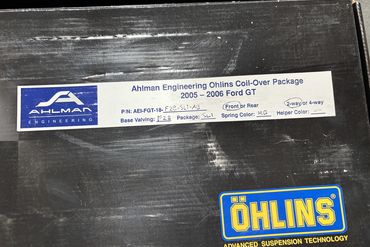 AHLMAN
ENGINEERING
Ahlman Engineering Ohlins Coil-Over Package
2005 – 2006 Ford GT
P/N: AEI-FGT-18-
Front or Rear
2-way or 4-way
Base Valving:
Package:
Spring Color:
Helper Color:
ÖHLINS
ADVANCED SUSPENSION TECHNOLOGY